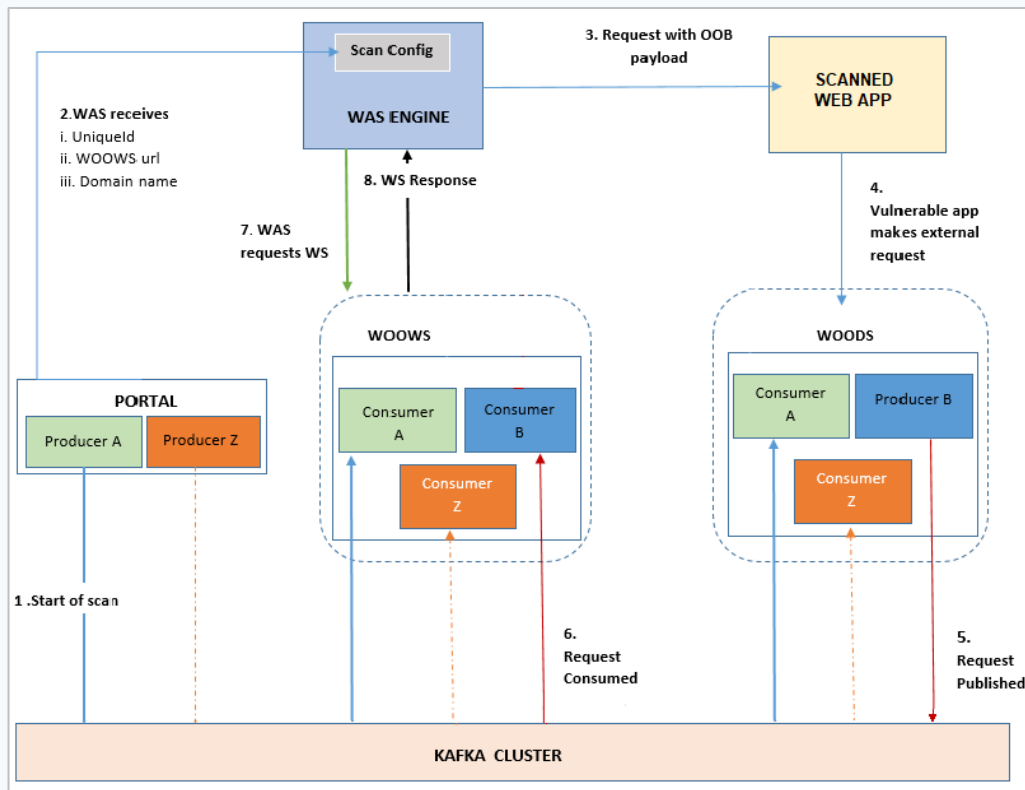 Scan Config
WAS ENGINE
3. Request with OOB
payload
SCANNED
WEB APP
2.WAS receives
i. UniqueId
ii. WOOWS url
iii. Domain name
8. WS Response
7. WAS
requests WS
4.
Vulnerable app
makes external
request
WOOWS
Consumer
A
Consumer
B
Consumer
Z
WOODS
Consumer
A
Producer B
Consumer
Z
PORTAL
Producer A
Producer Z
1 .Start of scan
6.
Request
Consumed
5.
Request
Published
KAFKA CLUSTER